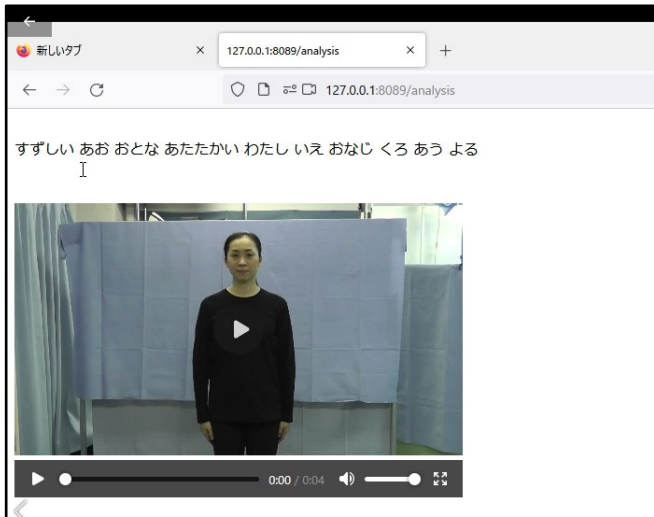 新しいタブ
127.0.0.1:8089/analysis
127.0.0.1:8089/analysis
すずしい あお おとな あたたかい わたし いえ おなじ くろ あう よる
0:00 / 0:04